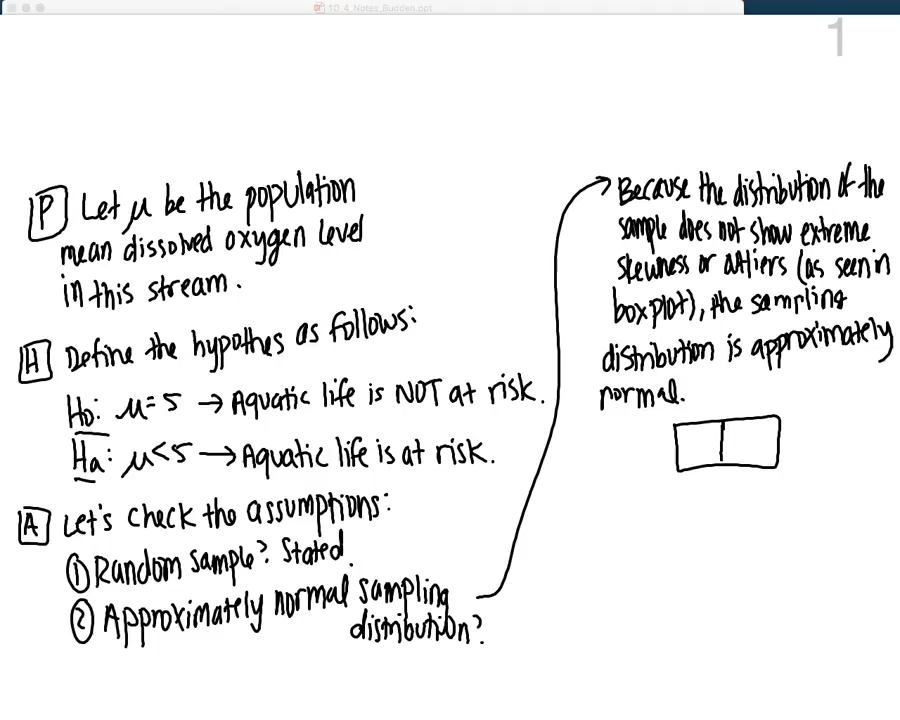 10_4_Notes_Budden.ppt
1
P Let μ be the population
mean dissolved oxygen level
in this stream.
H Define the hypothes as follows:
Ho: μ = 5 → Aquatic life is NOT at risk.
Ha: μ < 5 → Aquatic life is at risk.
A Let's check the assumptions:
① Random sample? Stated.
② Approximately normal sampling
distribution?
Because the distribution of the
sample does not show extreme
skewness or outliers (as seen in
boxplot), the sampling
distribution is approximately
normal.